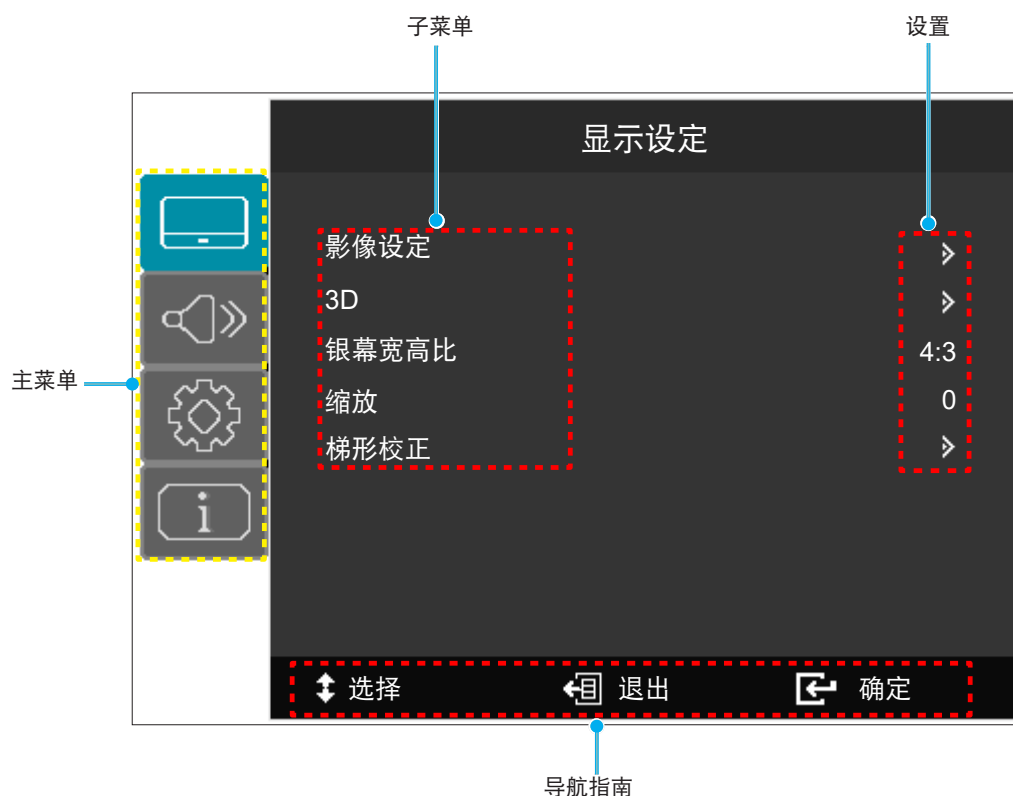 子菜单
设置
显示设定
影像设定
3D
银幕宽高比 4:3
主菜单
缩放 0
梯形校正
i
选择 退出 确定
导航指南